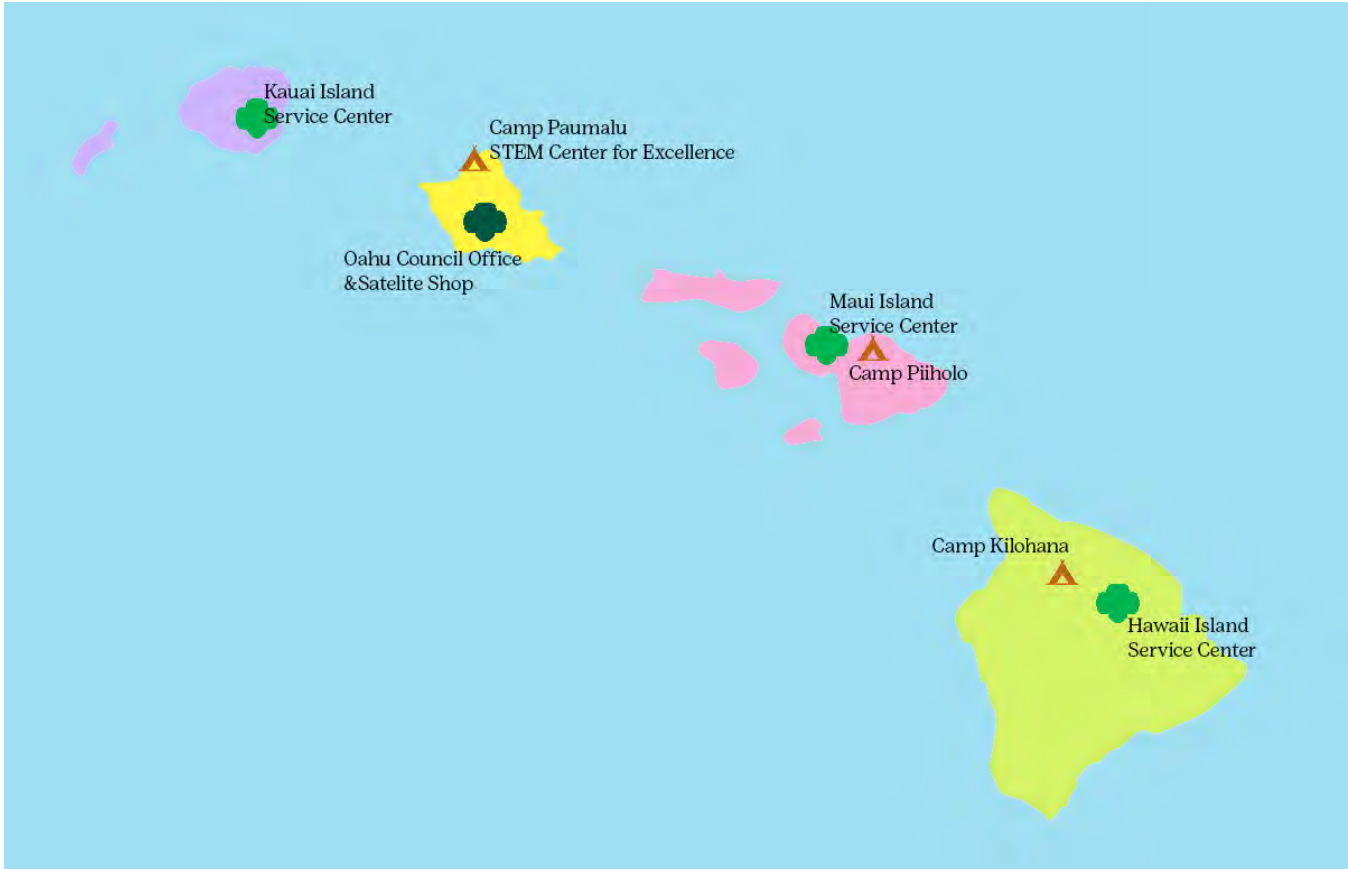 Kauai Island
Service Center
Camp Paumalu
STEM Center for Excellence
Oahu Council Office
&Satelite Shop
Maui Island
Service Center
Camp Piiholo
Camp Kilohana
Hawaii Island
Service Center